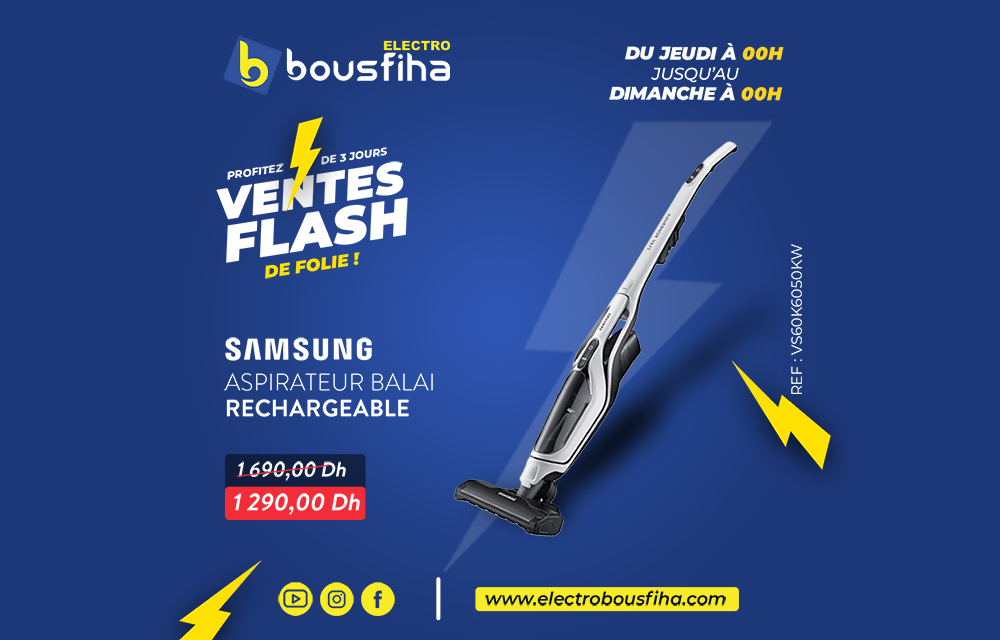 ELECTRO
bousfiha
DU JEUDI À 00H
JUSQU'AU
DIMANCHE À 00H
PROFITEZ DE 3 JOURS
VENTES
FLASH
DE FOLIE !
SAMSUNG
ASPIRATEUR BALAI
RECHARGEABLE
1 690,00 Dh
1 290,00 Dh
REF : VS60K6050KW
www.electrobousfiha.com